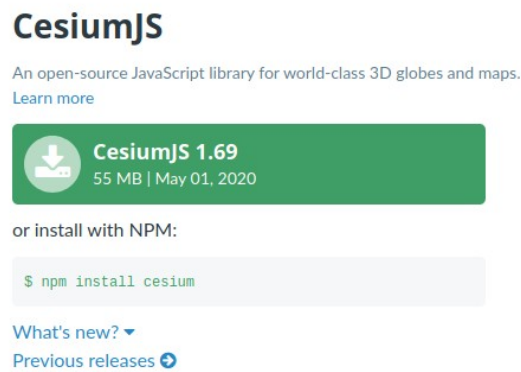 CesiumJS
An open-source JavaScript library for world-class 3D globes and maps.
Learn more
CesiumJS 1.69
55 MB | May 01, 2020
or install with NPM:
$ npm install cesium
What's new?
Previous releases